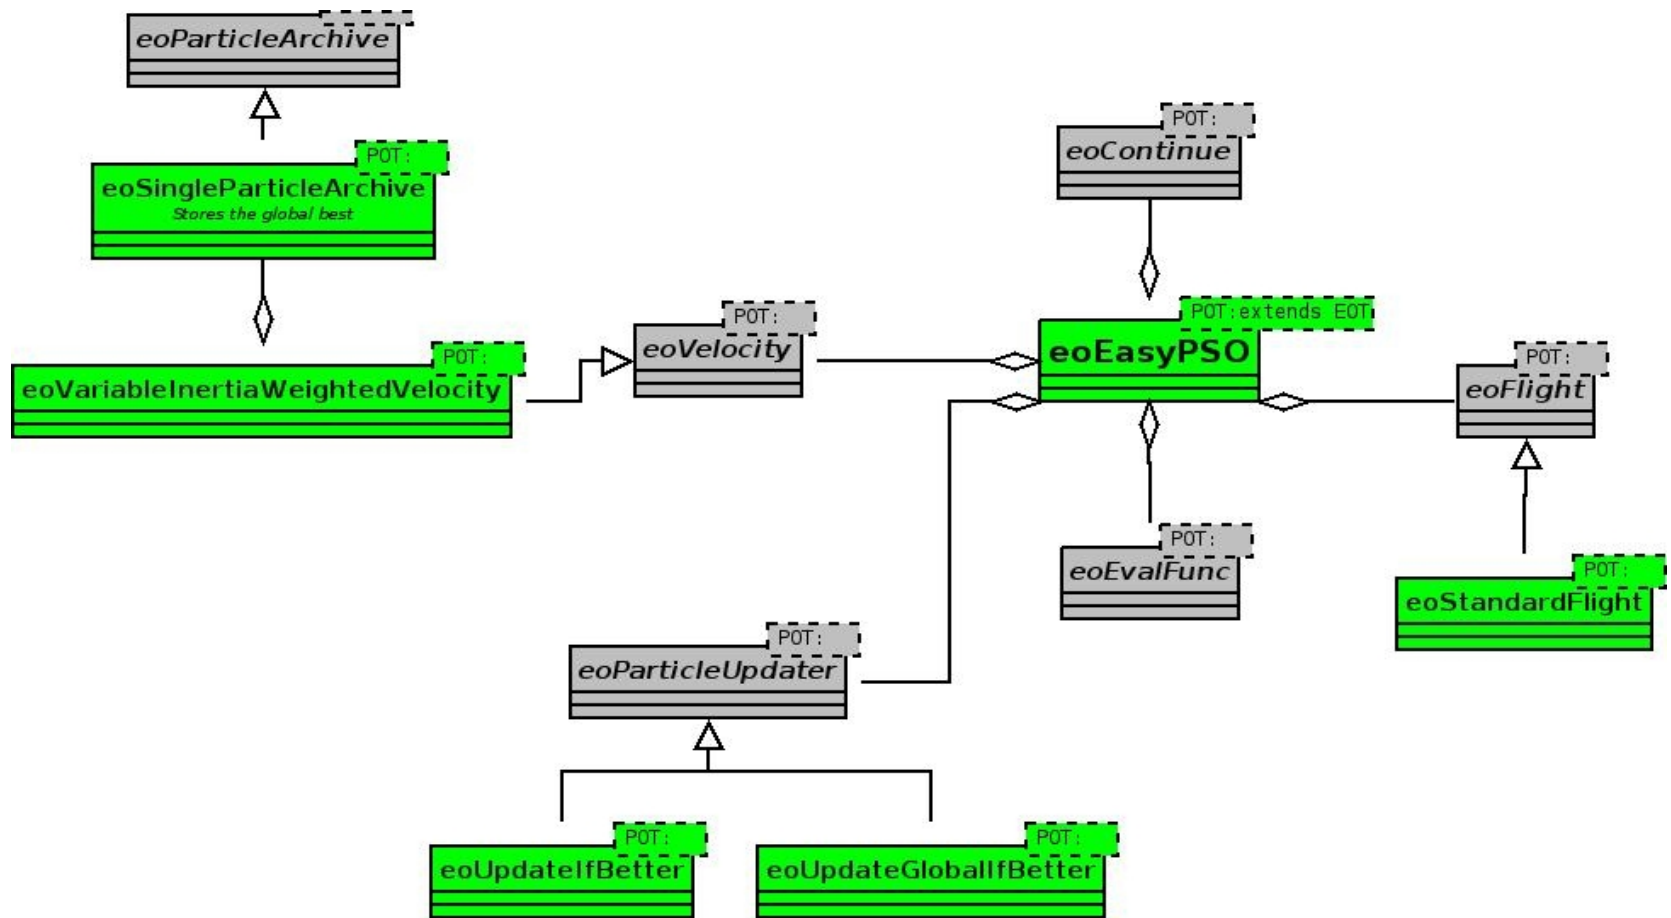 eoParticleArchive
POT:
eoSingleParticleArchive
Stores the global best
POT:
eoContinue
POT:
eoVelocity
POT:extends EOT
eoEasyPSO
POT:
eoVariableInertiaWeightedVelocity
POT:
eoFlight
POT:
eoEvalFunc
POT:
eoStandardFlight
POT:
eoParticleUpdater
POT:
eoUpdateIfBetter
POT:
eoUpdateGlobalIfBetter